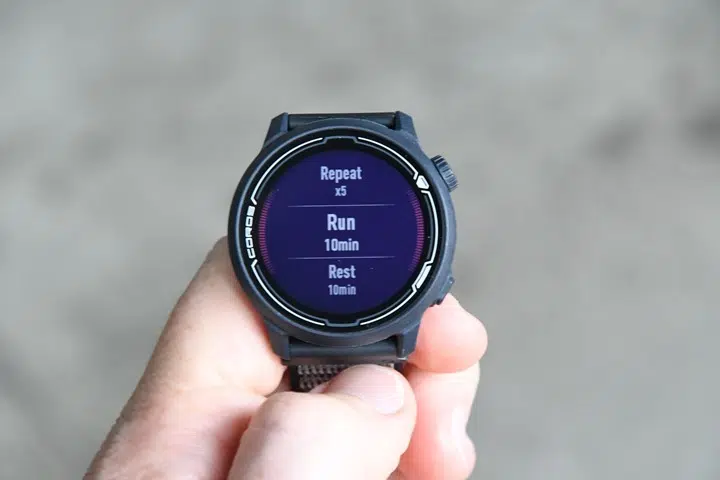 COROS
Repeat
x5
Run
10min
Rest
10min